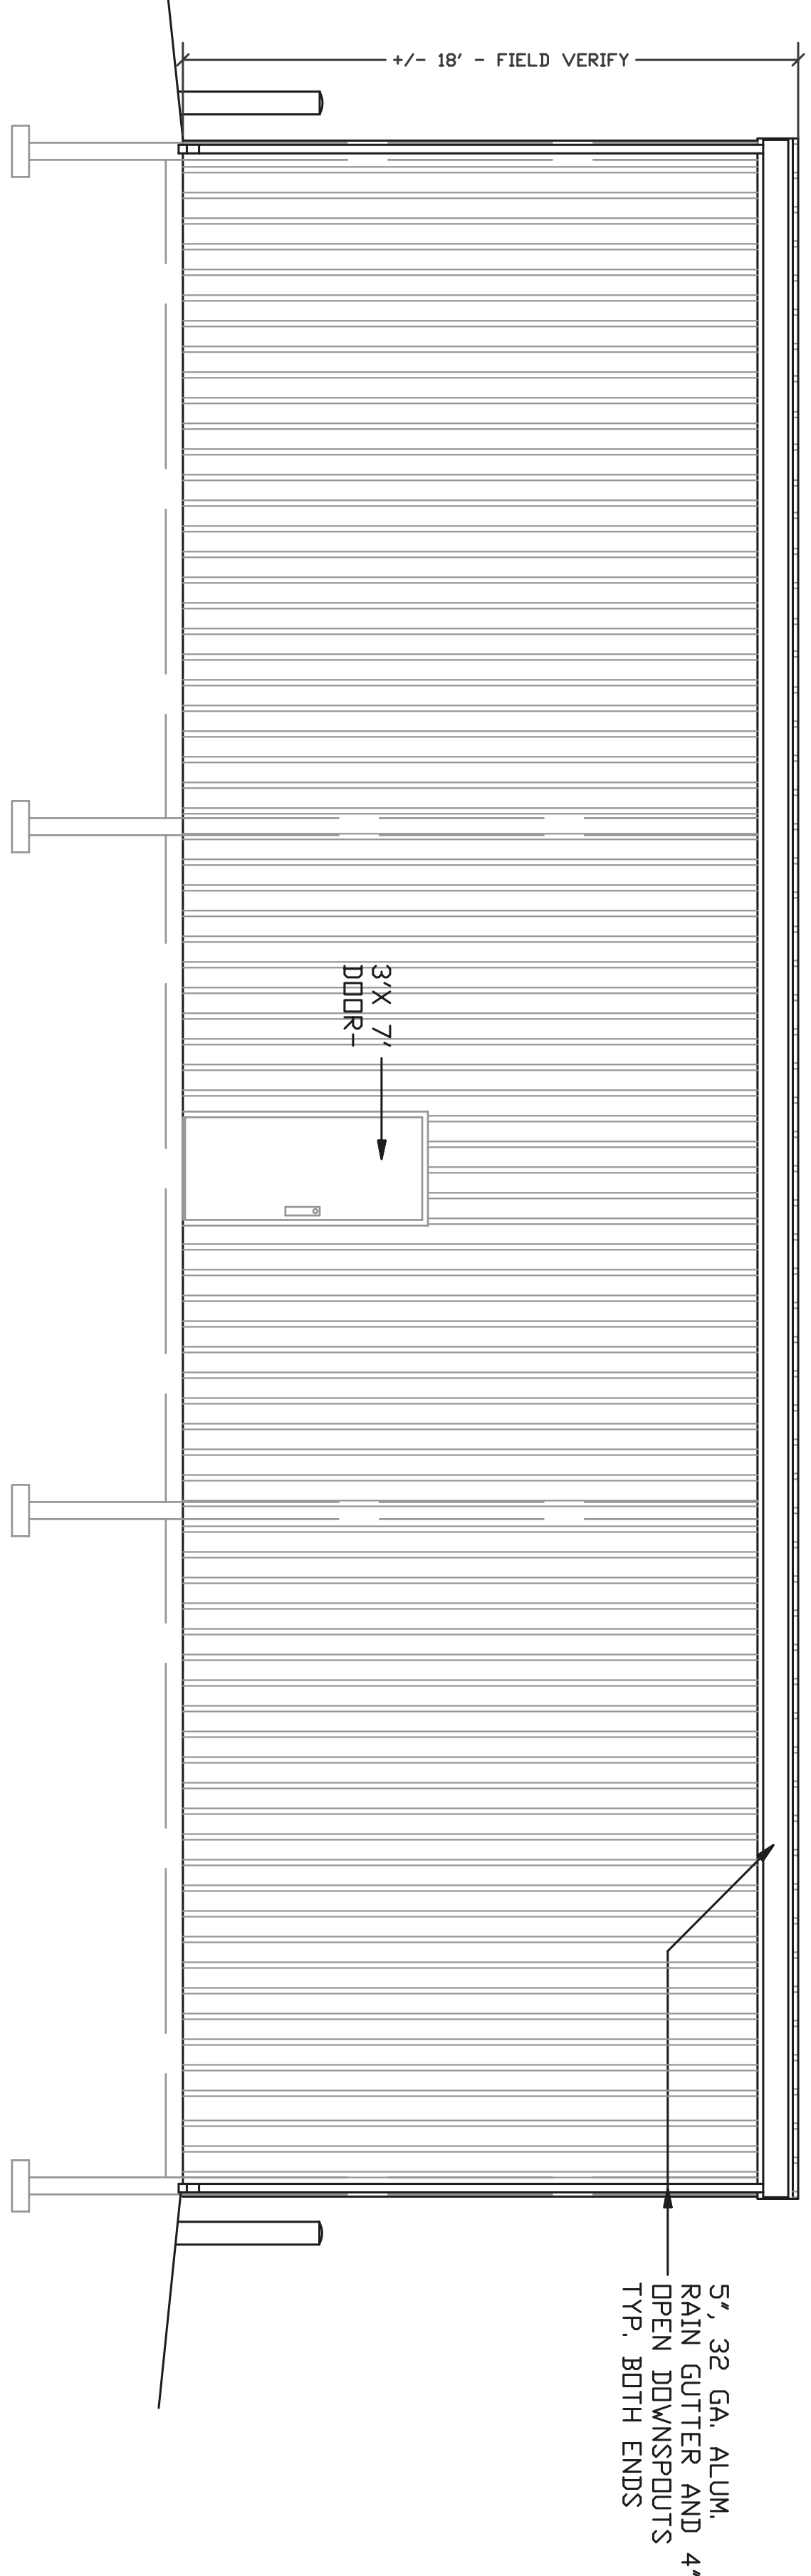 +/- 18' - FIELD VERIFY
3'X 7'
DOOR-
5", 32 GA. ALUM.
RAIN GUTTER AND 4"
OPEN DOWNSPOUTS
TYP. BOTH ENDS